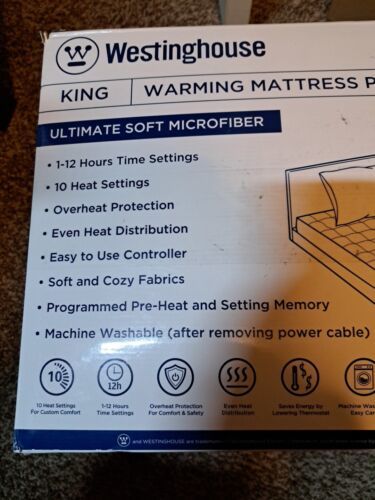 Westinghouse
KING WARMING MATTRESS P
ULTIMATE SOFT MICROFIBER
• 1-12 Hours Time Settings
• 10 Heat Settings
• Overheat Protection
• Even Heat Distribution
• Easy to Use Controller
• Soft and Cozy Fabrics
• Programmed Pre-Heat and Setting Memory
• Machine Washable (after removing power cable)
10 12h
10 Heat Settings 1-12 Hours Overheat Protection Even Heat Saves Energy by Machine Was
For Custom Comfort Time Settings For Comfort & Safety Distribution Lowering Thermostat Easy Car
and WESTINGHOUSE are trademarks